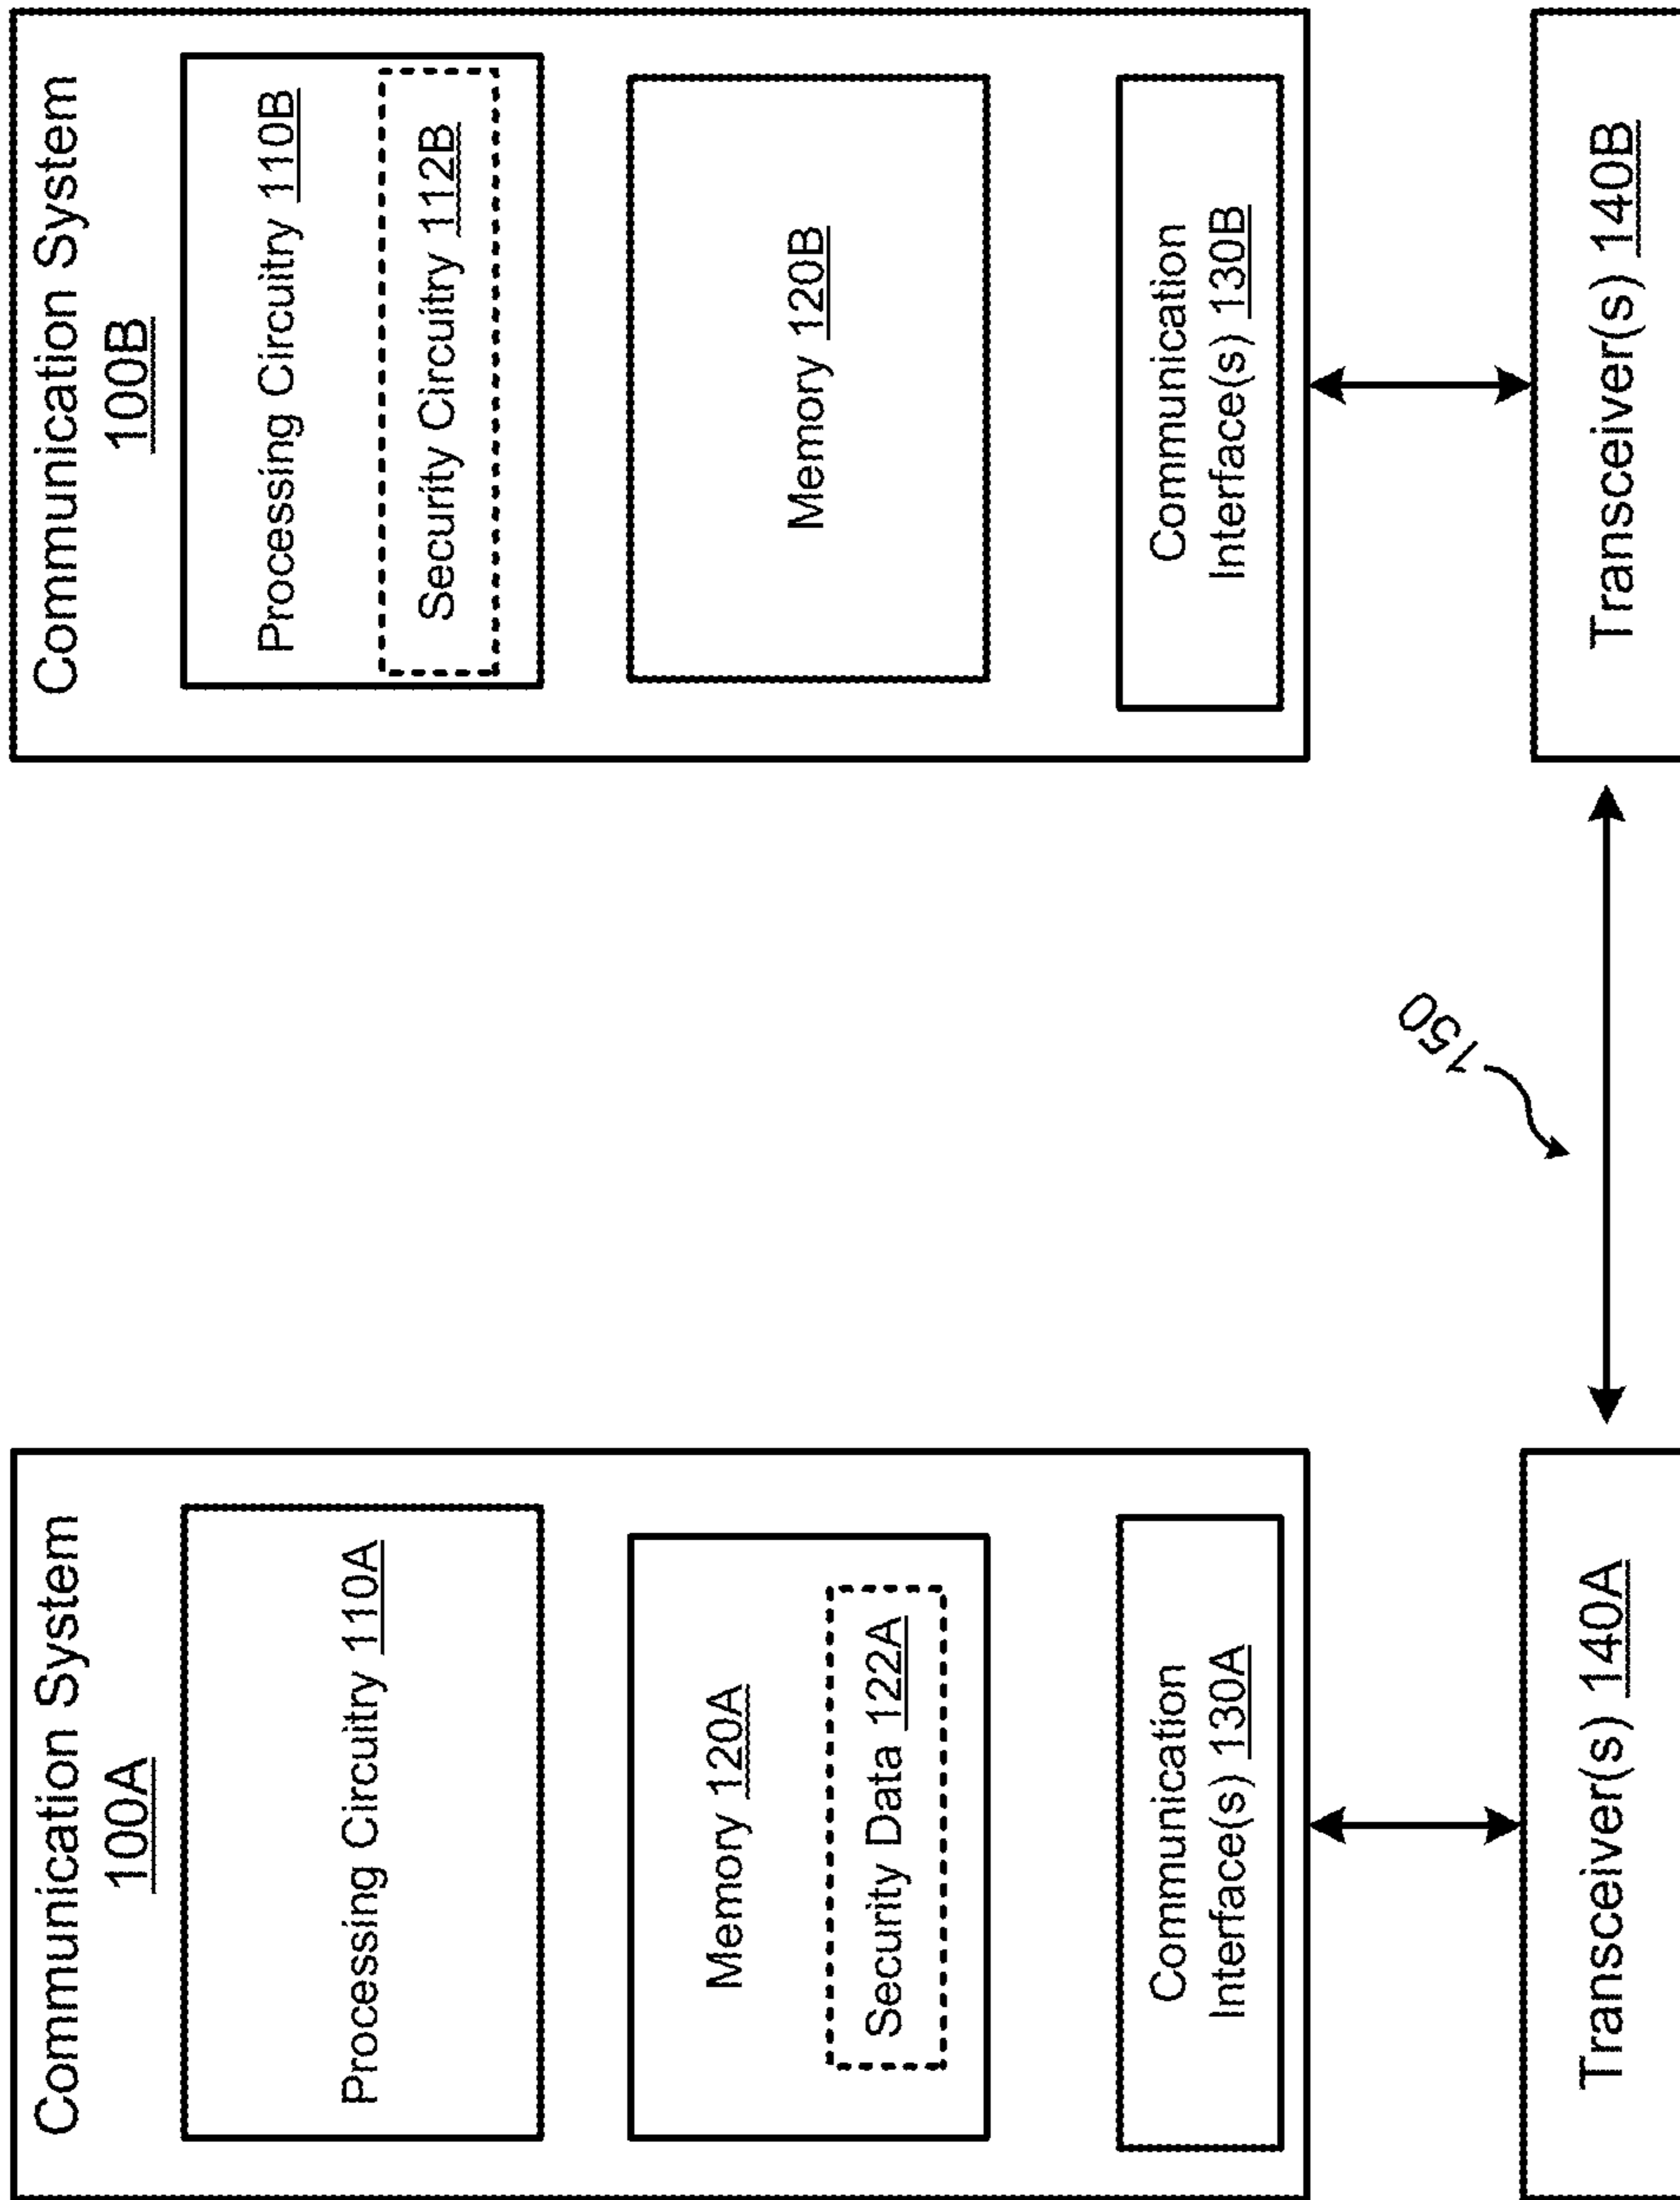 Communication System
100A
Processing Circuitry 110A
Memory 120A
Security Data 122A
Communication
Interface(s) 130A
Transceiver(s) 140A
150
Communication System
100B
Processing Circuitry 110B
Security Circuitry 112B
Memory 120B
Communication
Interface(s) 130B
Transceiver(s) 140B